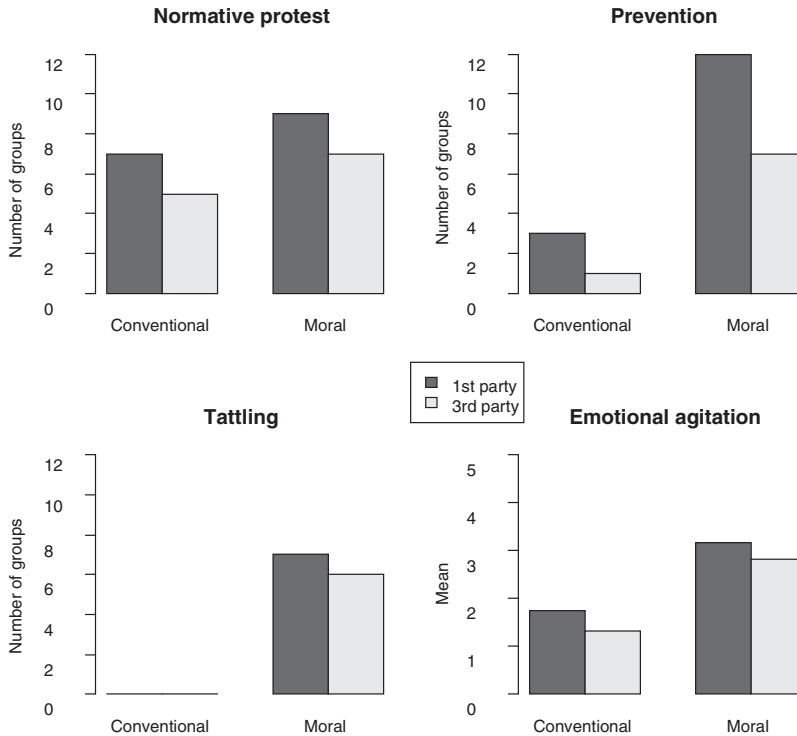 Normative protest
Number of groups
12
10
8
6
4
2
0
Conventional
Moral
Prevention
Number of groups
12
10
8
6
4
2
0
Conventional
Moral
1st party
3rd party
Tattling
Number of groups
12
10
8
6
4
2
0
Conventional
Moral
Emotional agitation
Mean
5
4
3
2
1
0
Conventional
Moral